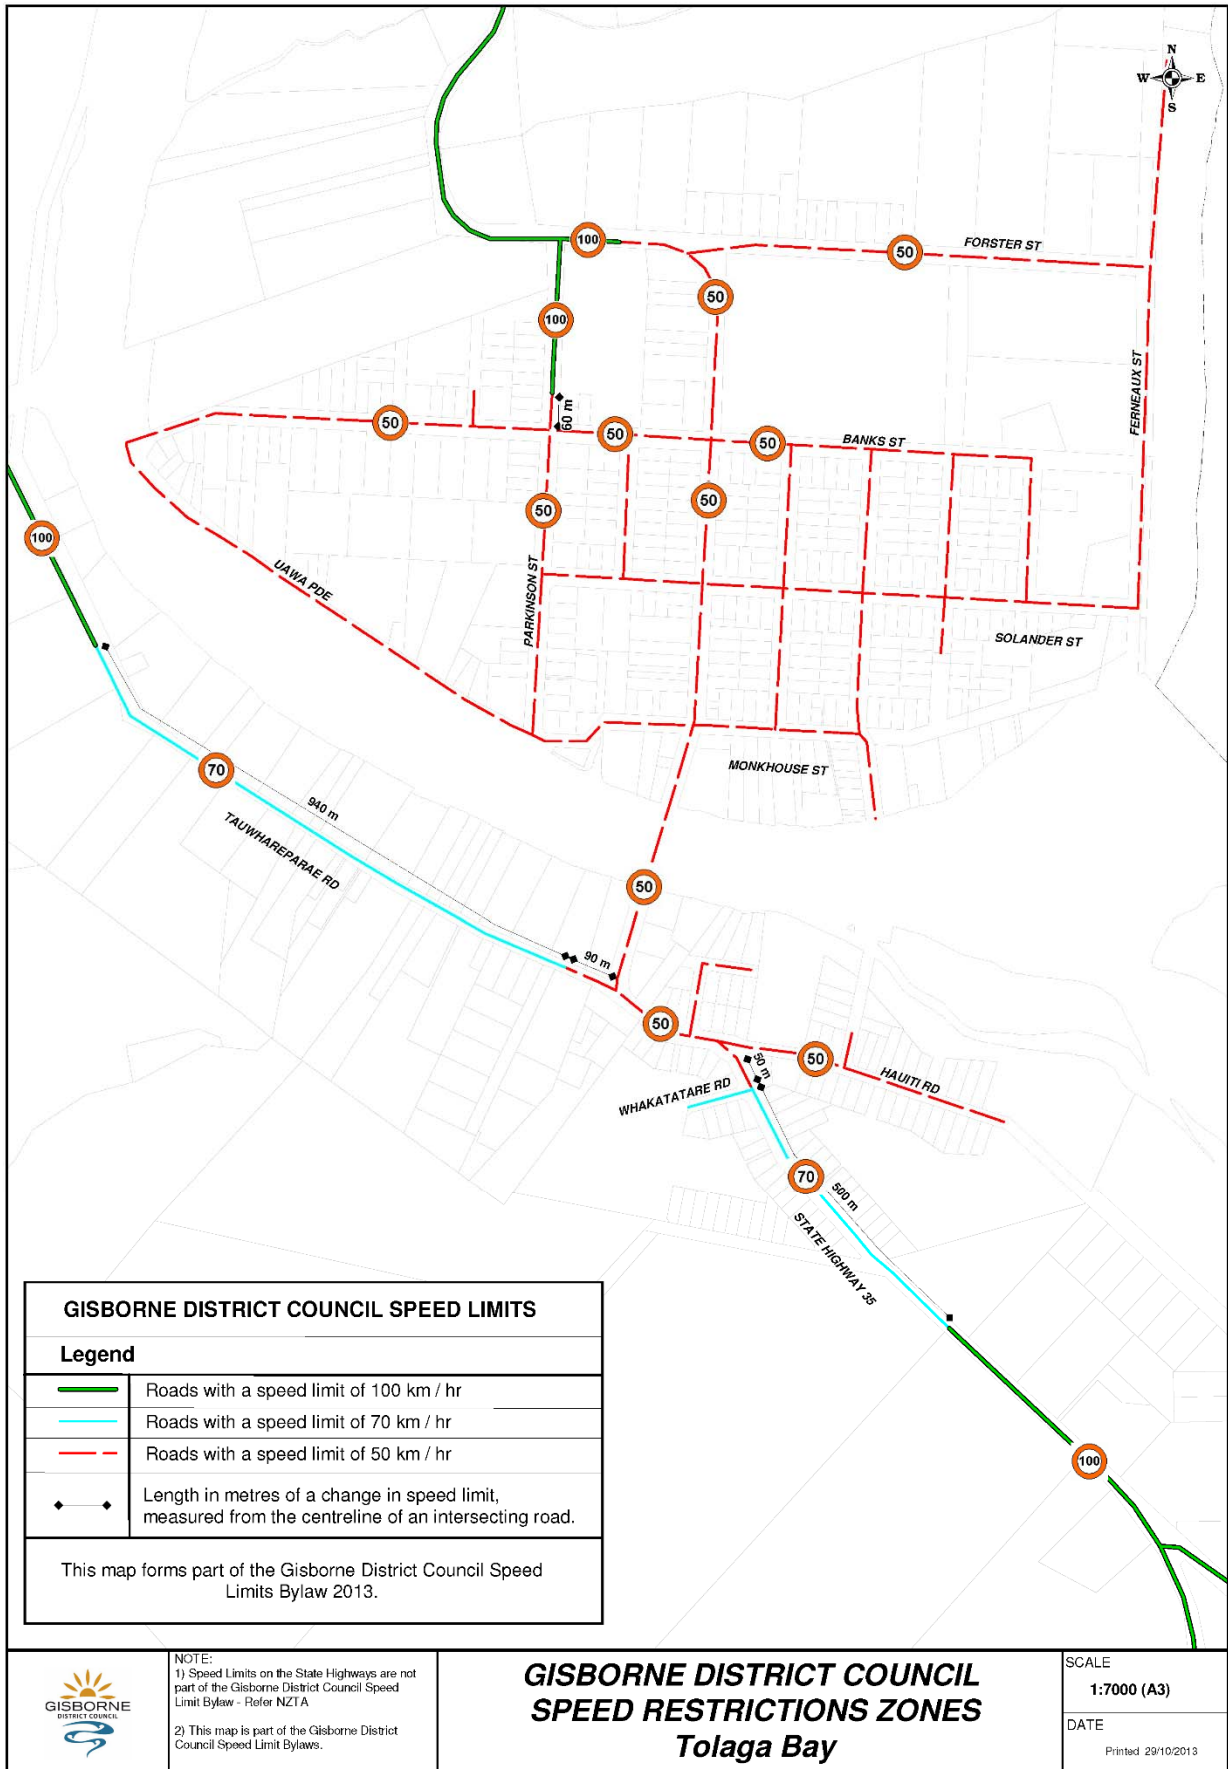 N
W E
S
100
50
FORSTER ST
50
100
FERNEAUX ST
60 m
50
50
50
BANKS ST
50
50
100
UAWA PDE
PARKINSON ST
SOLANDER ST
70
MONKHOUSE ST
940 m
TAUWHAREPARAE RD
50
90 m
50
50 m
50
HAUITI RD
WHAKATATARE RD
70
500 m
STATE HIGHWAY 35
100
GISBORNE DISTRICT COUNCIL SPEED LIMITS
Legend
Roads with a speed limit of 100 km / hr
Roads with a speed limit of 70 km / hr
Roads with a speed limit of 50 km / hr
Length in metres of a change in speed limit,
measured from the centreline of an intersecting road.
This map forms part of the Gisborne District Council Speed
Limits Bylaw 2013.
GISBORNE
DISTRICT COUNCIL
NOTE:
1) Speed Limits on the State Highways are not
part of the Gisborne District Council Speed
Limit Bylaw - Refer NZTA
2) This map is part of the Gisborne District
Council Speed Limit Bylaws.
GISBORNE DISTRICT COUNCIL
SPEED RESTRICTIONS ZONES
Tolaga Bay
SCALE
1:7000 (A3)
DATE
Printed 29/10/2013